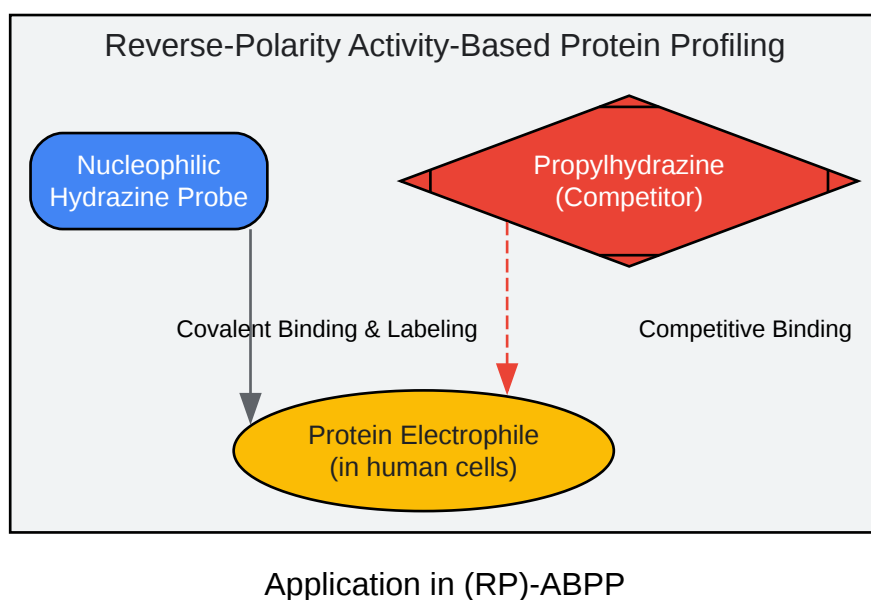 Reverse-Polarity Activity-Based Protein Profiling
Nucleophilic
Hydrazine Probe
Propylhydrazine
(Competitor)
Covalent Binding & Labeling
Competitive Binding
Protein Electrophile
(in human cells)
Application in (RP)-ABPP